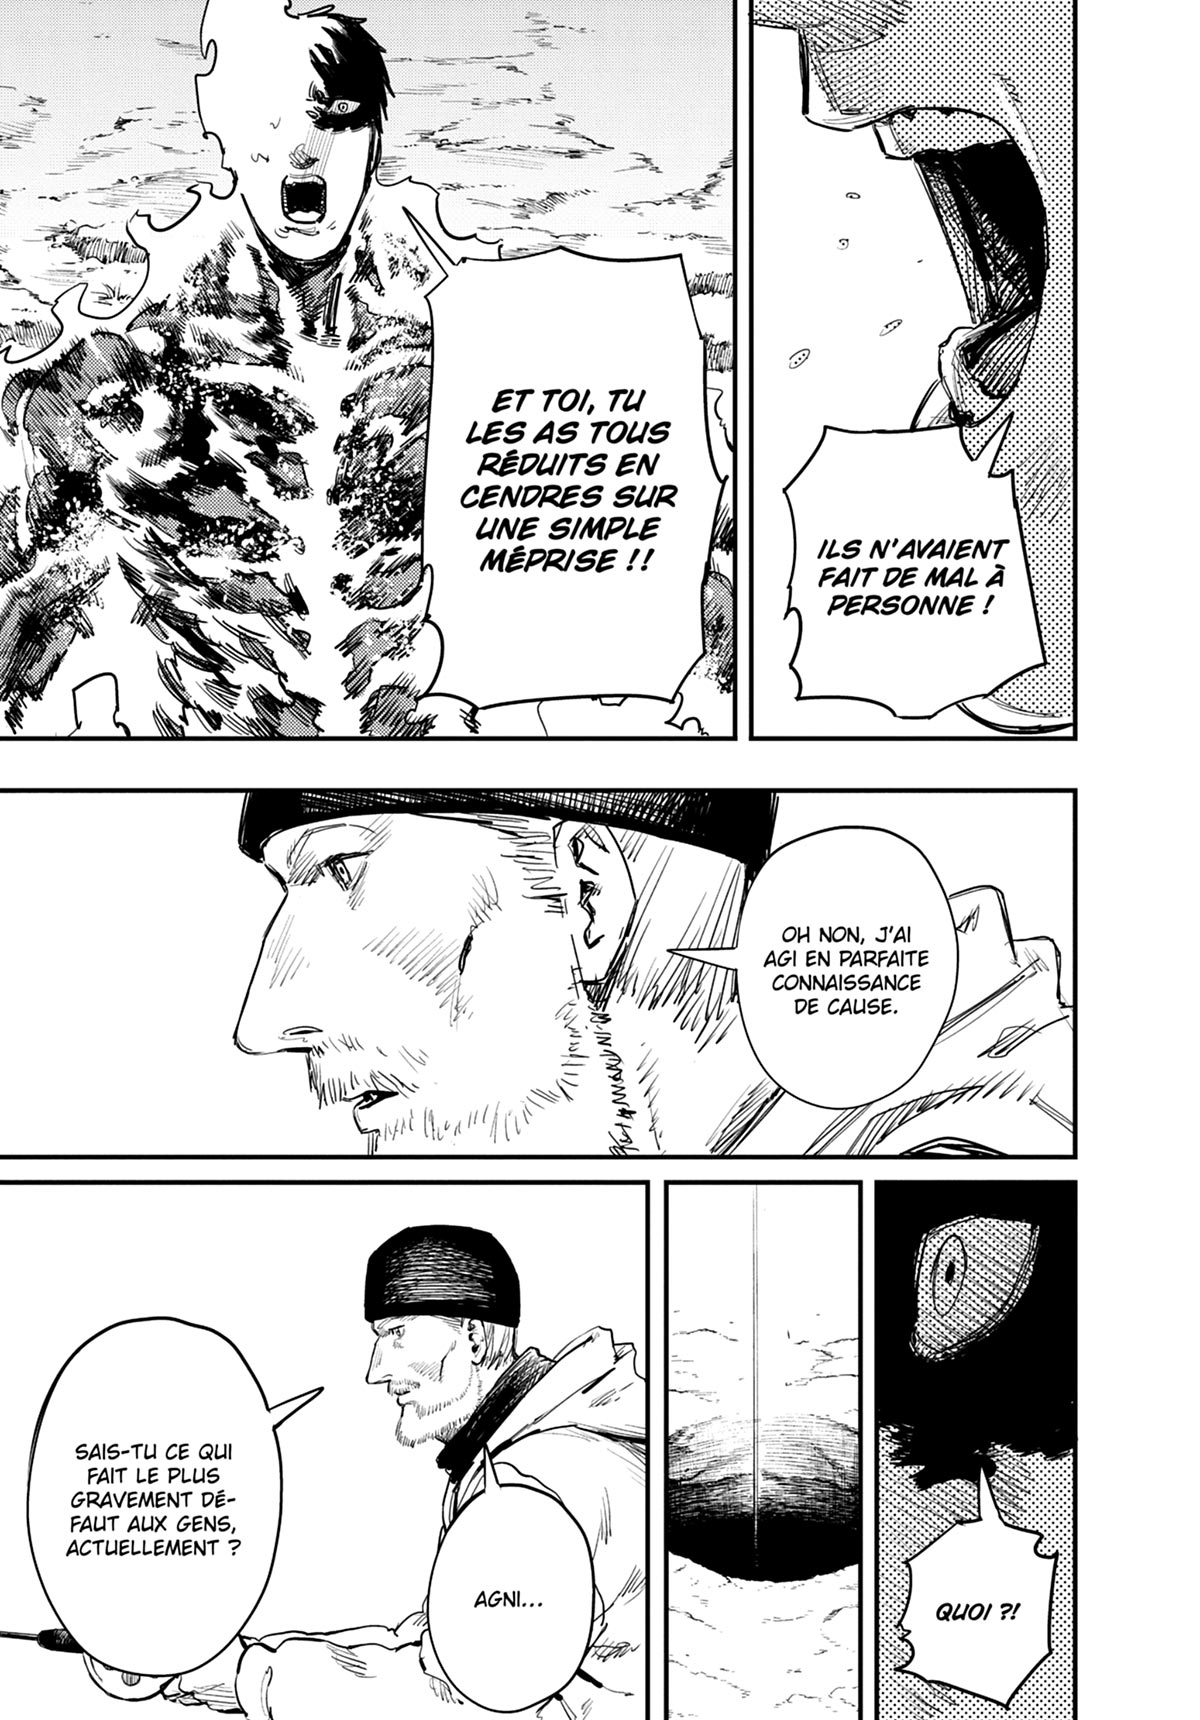 ILS N'AVAIENT
FAIT DE MAL À
PERSONNE !
ET TOI, TU
LES AS TOUS
RÉDUITS EN
CENDRES SUR
UNE SIMPLE
MÉPRISE !!
OH NON, J'AI
AGI EN PARFAITE
CONNAISSANCE
DE CAUSE.
QUOI ?!
AGNI...
SAIS-TU CE QUI
FAIT LE PLUS
GRAVEMENT DÉ-
FAUT AUX GENS,
ACTUELLEMENT ?